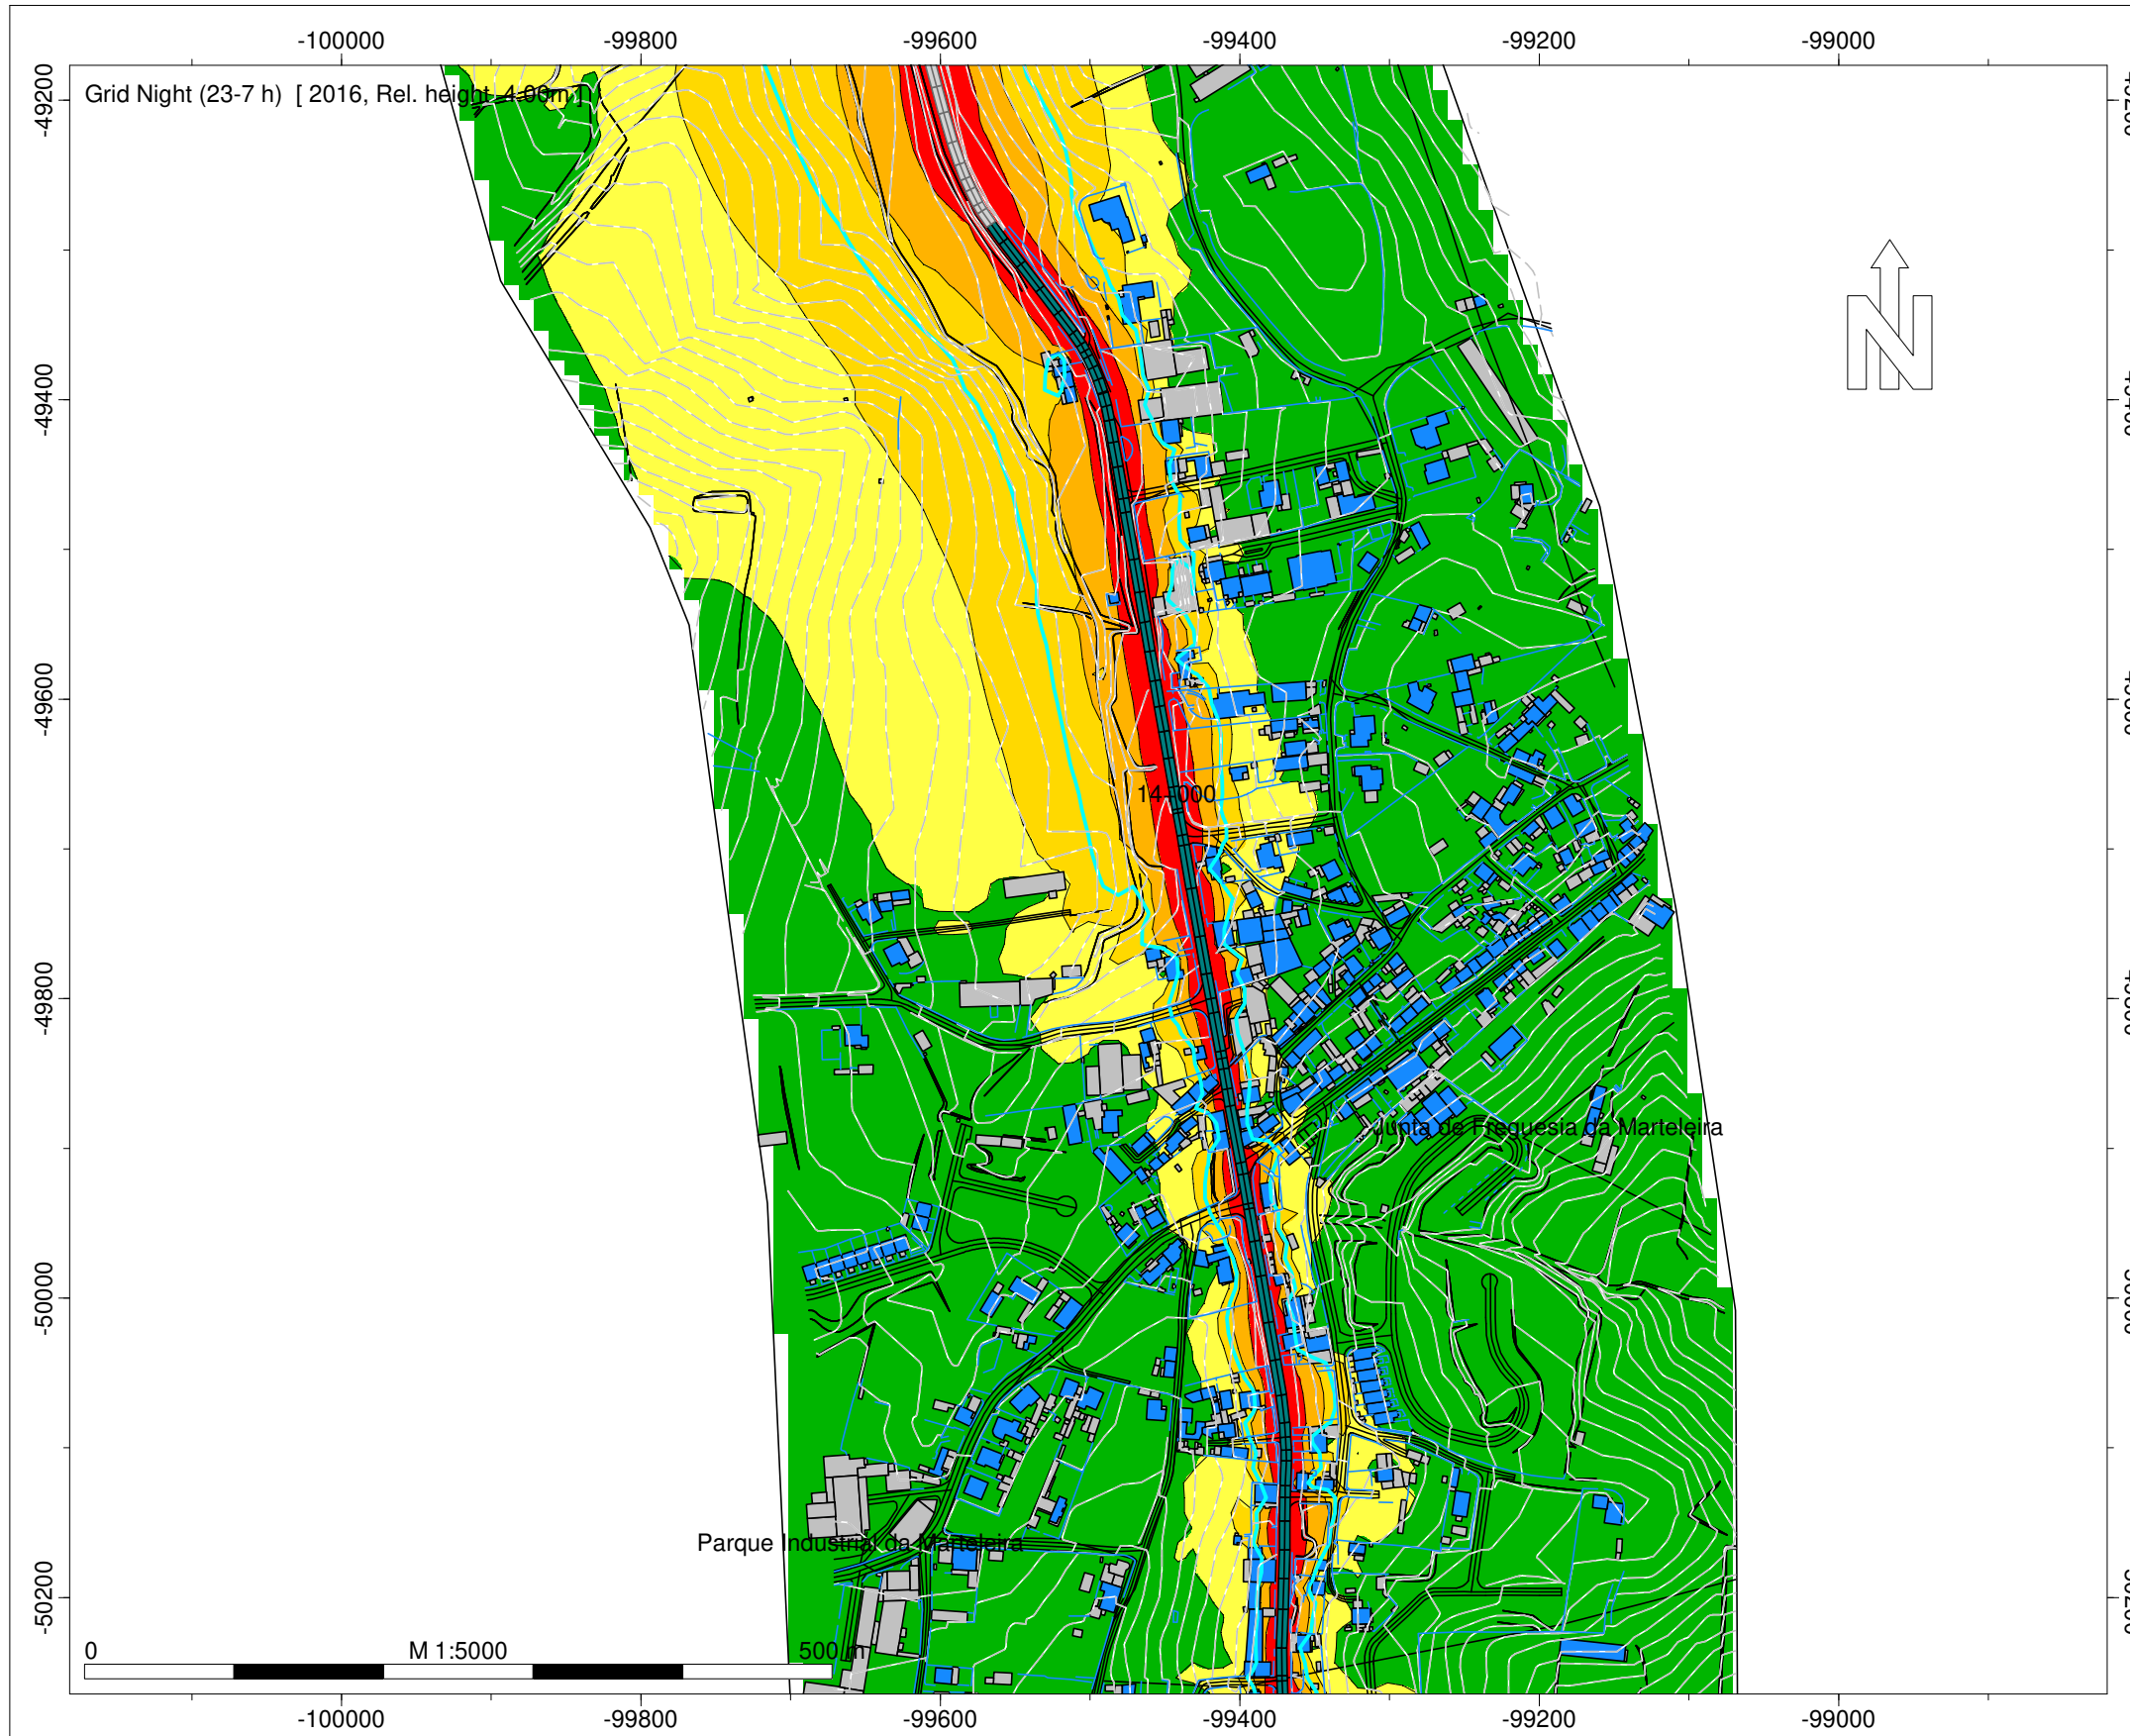 -100000 -99800 -99600 -99400 -99200 -99000
-49200
Grid Night (23-7 h) [ 2016, Rel. height 4.00m ]
N
-49400
-49600
14+000
-49800
Junta de Freguesia da Marteleira
-50000
Parque Industrial da Marteleira
-50200
0 M 1:5000 500 m
-100000 -99800 -99600 -99400 -99200 -99000